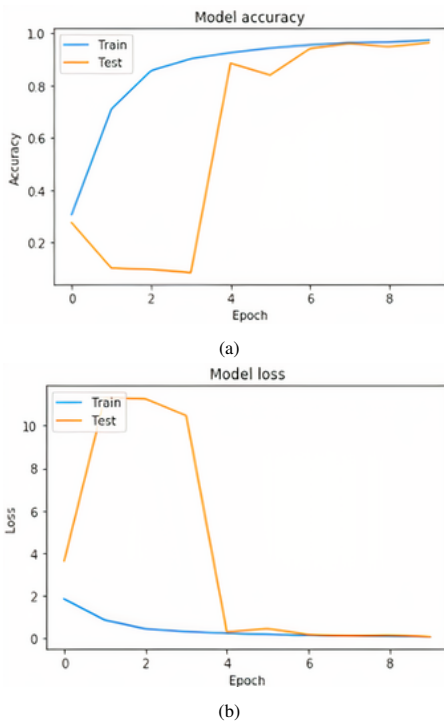 Model accuracy
1.0
Train
Test
0.8
0.6
0.4
0.2
Accuracy
0 2 4 6 8
Epoch
(a)
Model loss
Train
Test
10
8
6
4
2
0
Loss
0 2 4 6 8
Epoch
(b)